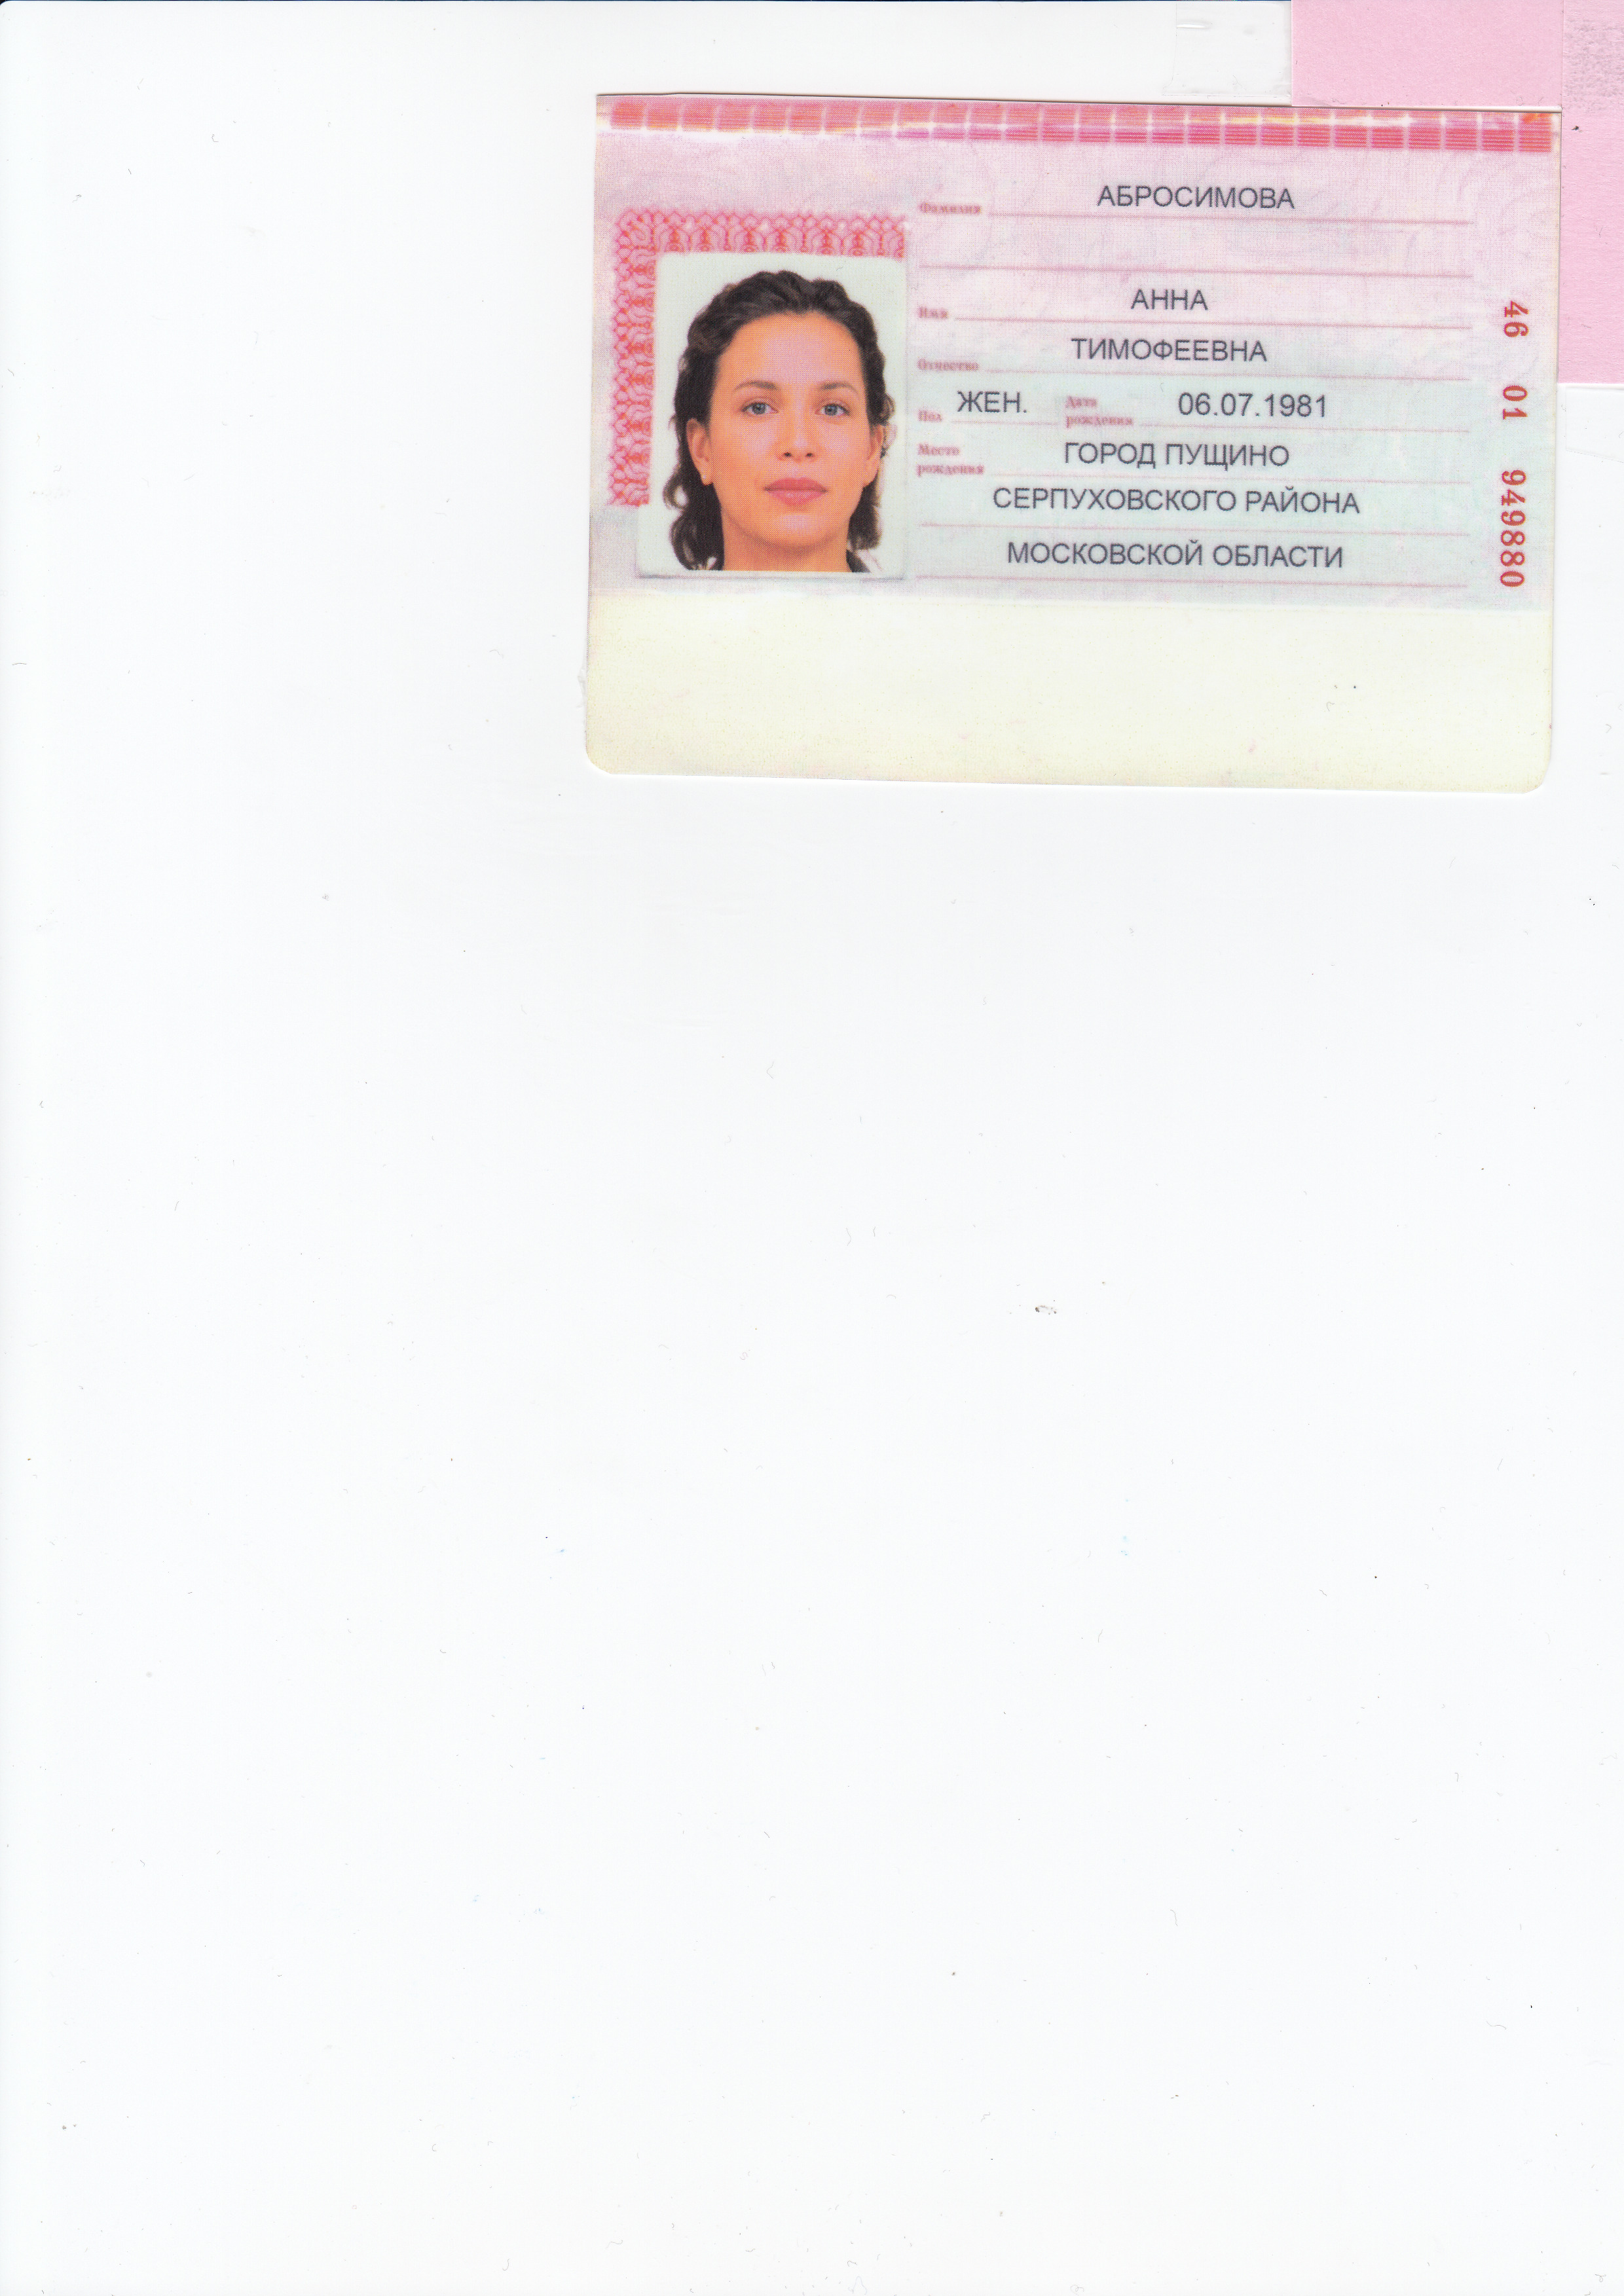 Фамилия АБРОСИМОВА
Имя АННА
Отчество ТИМОФЕЕВНА
Пол ЖЕН. Дата рождения 06.07.1981
Место рождения ГОРОД ПУЩИНО
СЕРПУХОВСКОГО РАЙОНА
МОСКОВСКОЙ ОБЛАСТИ
46 01 949880